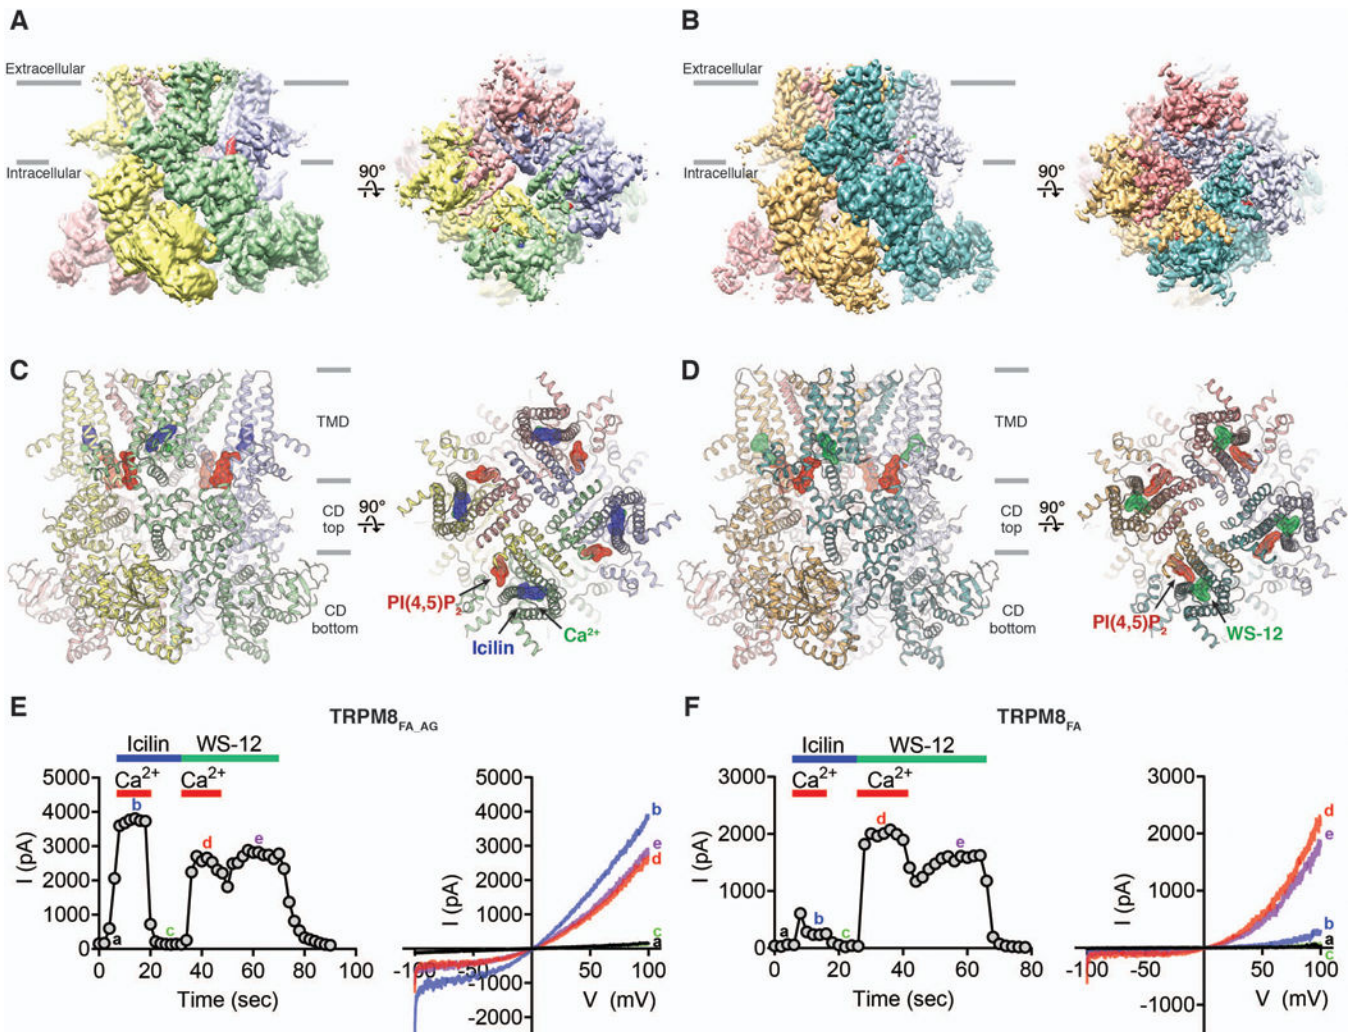 A
B
Extracellular
Intracellular
90°
Extracellular
Intracellular
90°
C
D
TMD
CD
top
CD
bottom
90°
PI(4,5)P2
Icilin
Ca2+
TMD
CD
top
CD
bottom
90°
PI(4,5)P2
WS-12
E
TRPM8FA_AG
F
TRPM8FA
Icilin WS-12
Ca2+ Ca2+
5000
4000
3000
2000
1000
0
I (pA)
a
b
c
d
e
0 20 40 60 80 100
Time (sec)
5000
4000
3000
2000
1000
-1000
-2000
I (pA)
b
e
d
c
a
-100 50 100
V (mV)
Icilin WS-12
Ca2+ Ca2+
3000
2000
1000
0
I (pA)
a
b
c
d
e
0 20 40 60 80
Time (sec)
3000
2000
1000
-1000
I (pA)
d
e
b
a
c
-100 50 100
V (mV)